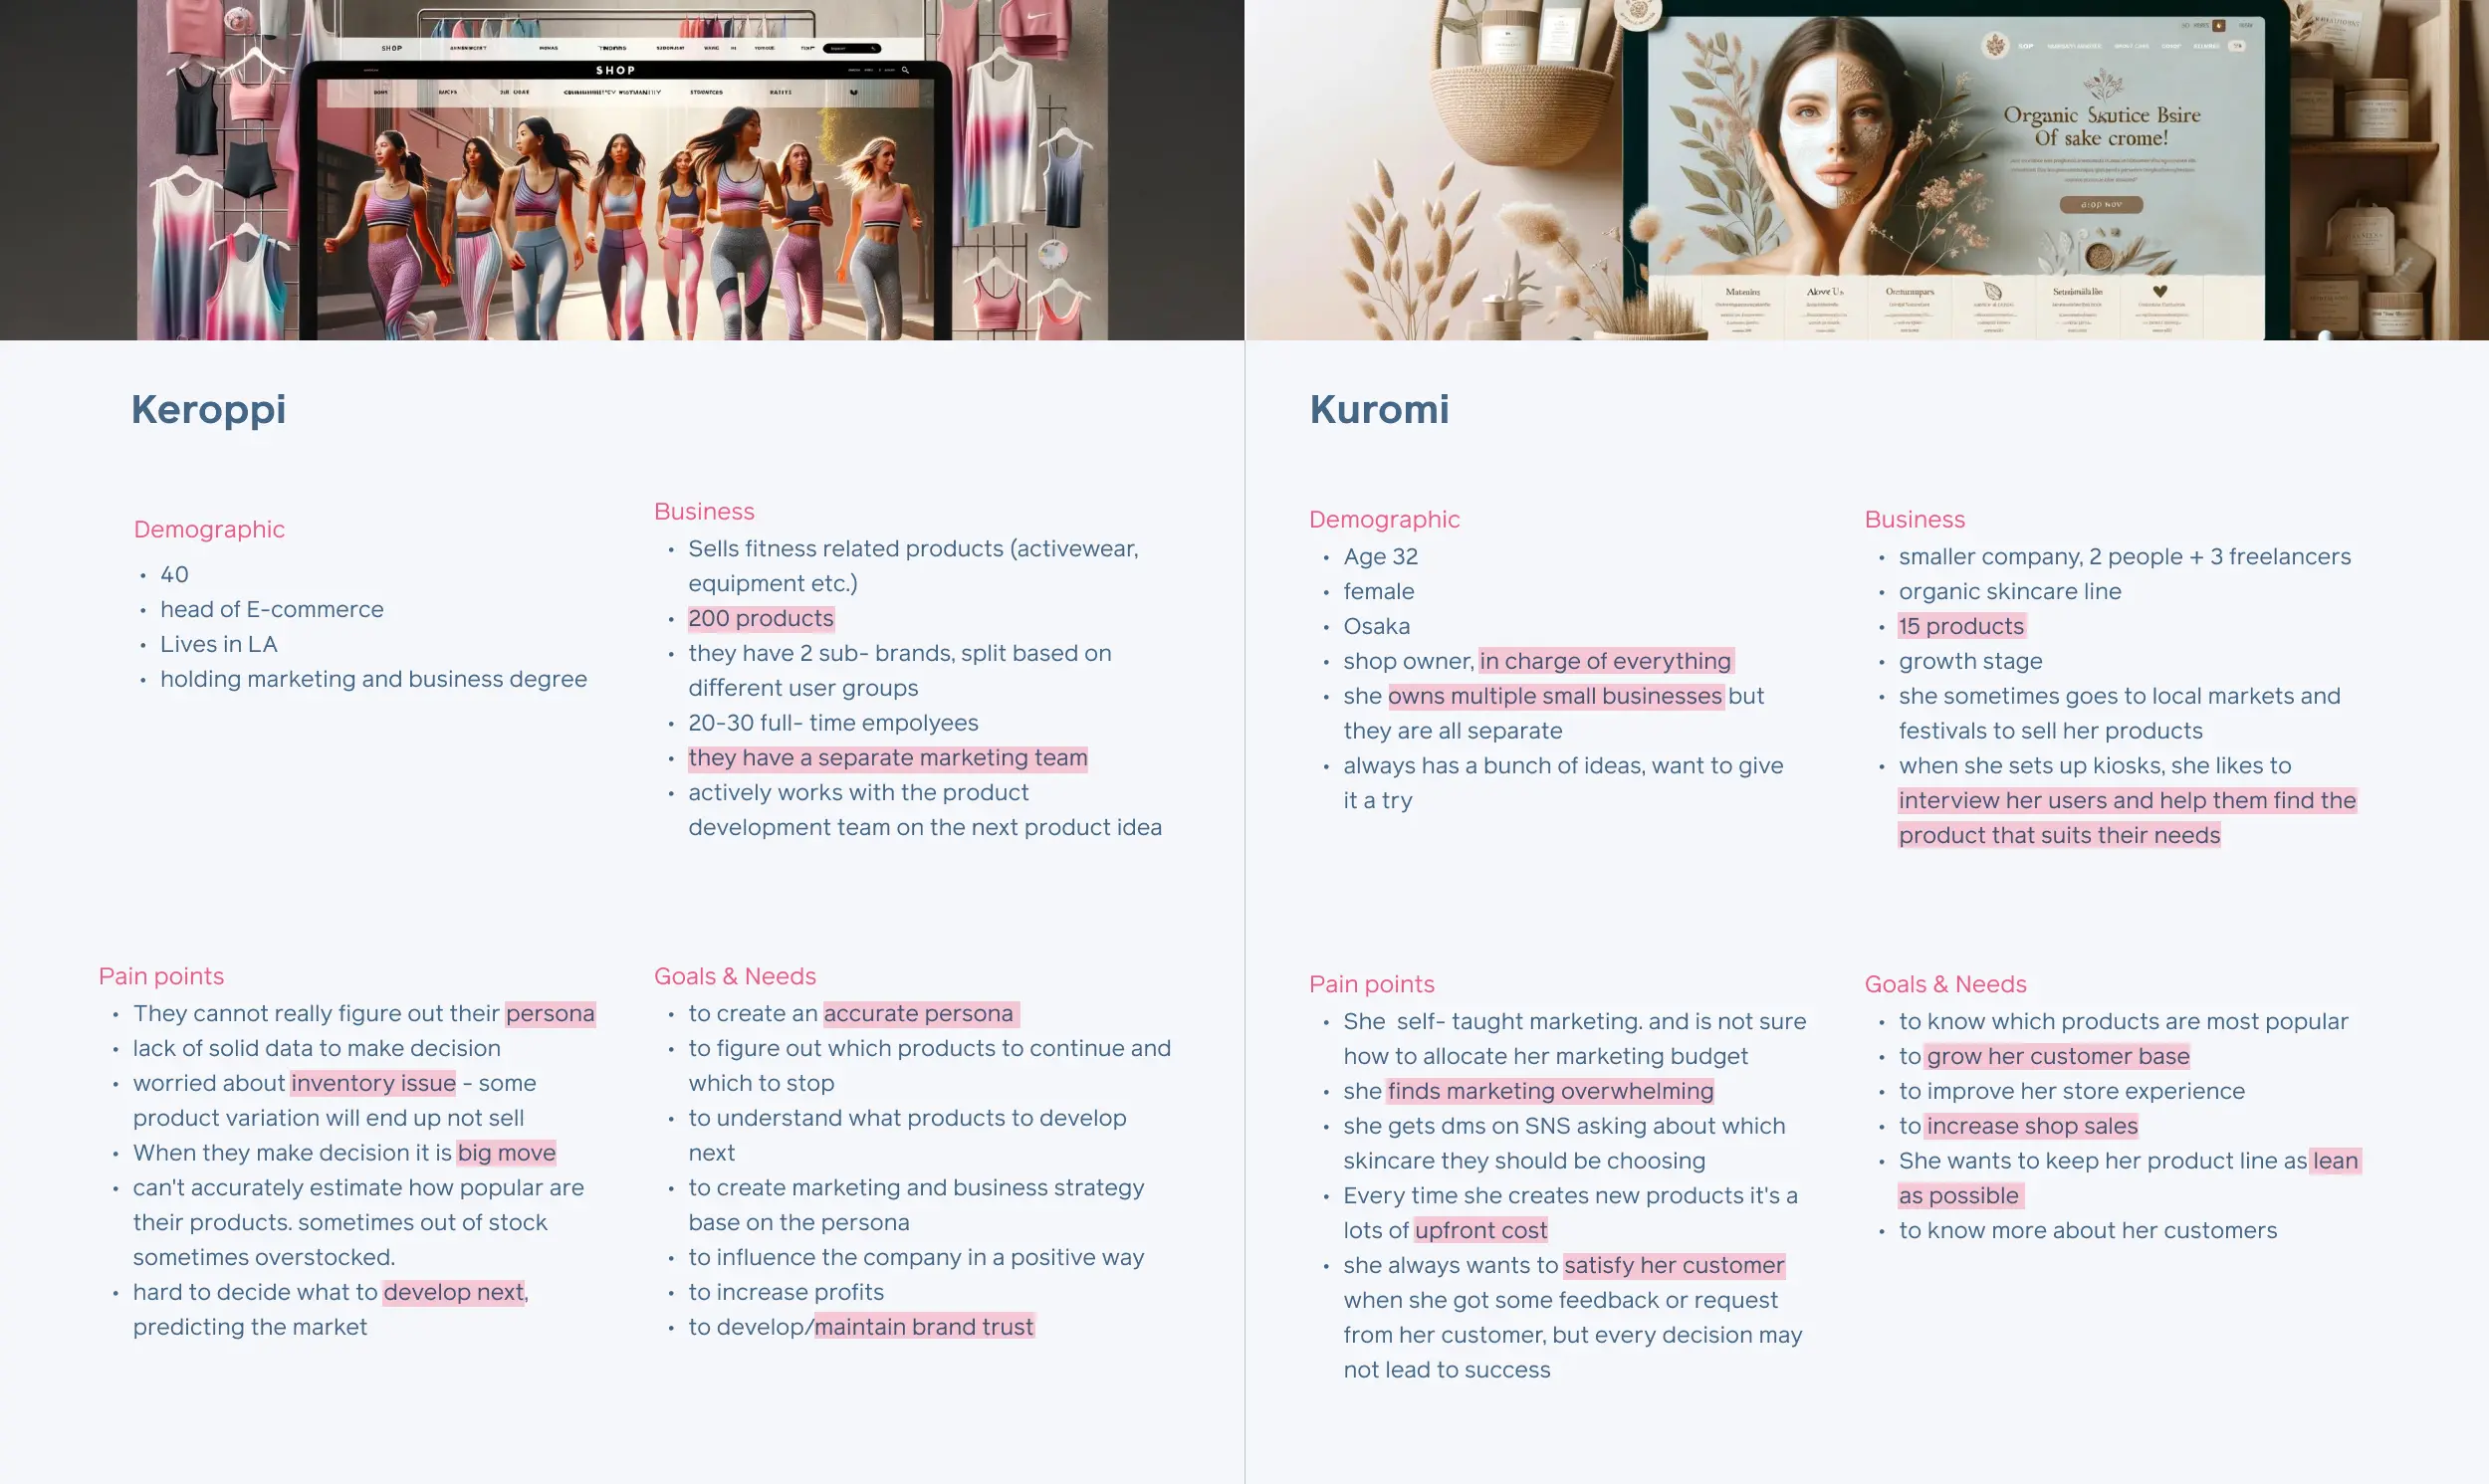 SHOP
SHOP
Organic Skutice Bsire
Of sake crome!
Keroppi
Demographic
• 40
• head of E-commerce
• Lives in LA
• holding marketing and business degree
Business
• Sells fitness related products (activewear,
equipment etc.)
• 200 products
• they have 2 sub- brands, split based on
different user groups
• 20-30 full- time empolyees
• they have a separate marketing team
• actively works with the product
development team on the next product idea
Pain points
• They cannot really figure out their persona
• lack of solid data to make decision
• worried about inventory issue - some
product variation will end up not sell
• When they make decision it is big move
• can't accurately estimate how popular are
their products. sometimes out of stock
sometimes overstocked.
• hard to decide what to develop next,
predicting the market
Goals & Needs
• to create an accurate persona
• to figure out which products to continue and
which to stop
• to understand what products to develop
next
• to create marketing and business strategy
base on the persona
• to influence the company in a positive way
• to increase profits
• to develop/maintain brand trust
Kuromi
Demographic
• Age 32
• female
• Osaka
• shop owner, in charge of everything
• she owns multiple small businesses but
they are all separate
• always has a bunch of ideas, want to give
it a try
Business
• smaller company, 2 people + 3 freelancers
• organic skincare line
• 15 products
• growth stage
• she sometimes goes to local markets and
festivals to sell her products
• when she sets up kiosks, she likes to
interview her users and help them find the
product that suits their needs
Pain points
• She self- taught marketing. and is not sure
how to allocate her marketing budget
• she finds marketing overwhelming
• she gets dms on SNS asking about which
skincare they should be choosing
• Every time she creates new products it's a
lots of upfront cost
• she always wants to satisfy her customer
when she got some feedback or request
from her customer, but every decision may
not lead to success
Goals & Needs
• to know which products are most popular
• to grow her customer base
• to improve her store experience
• to increase shop sales
• She wants to keep her product line as lean
as possible
• to know more about her customers